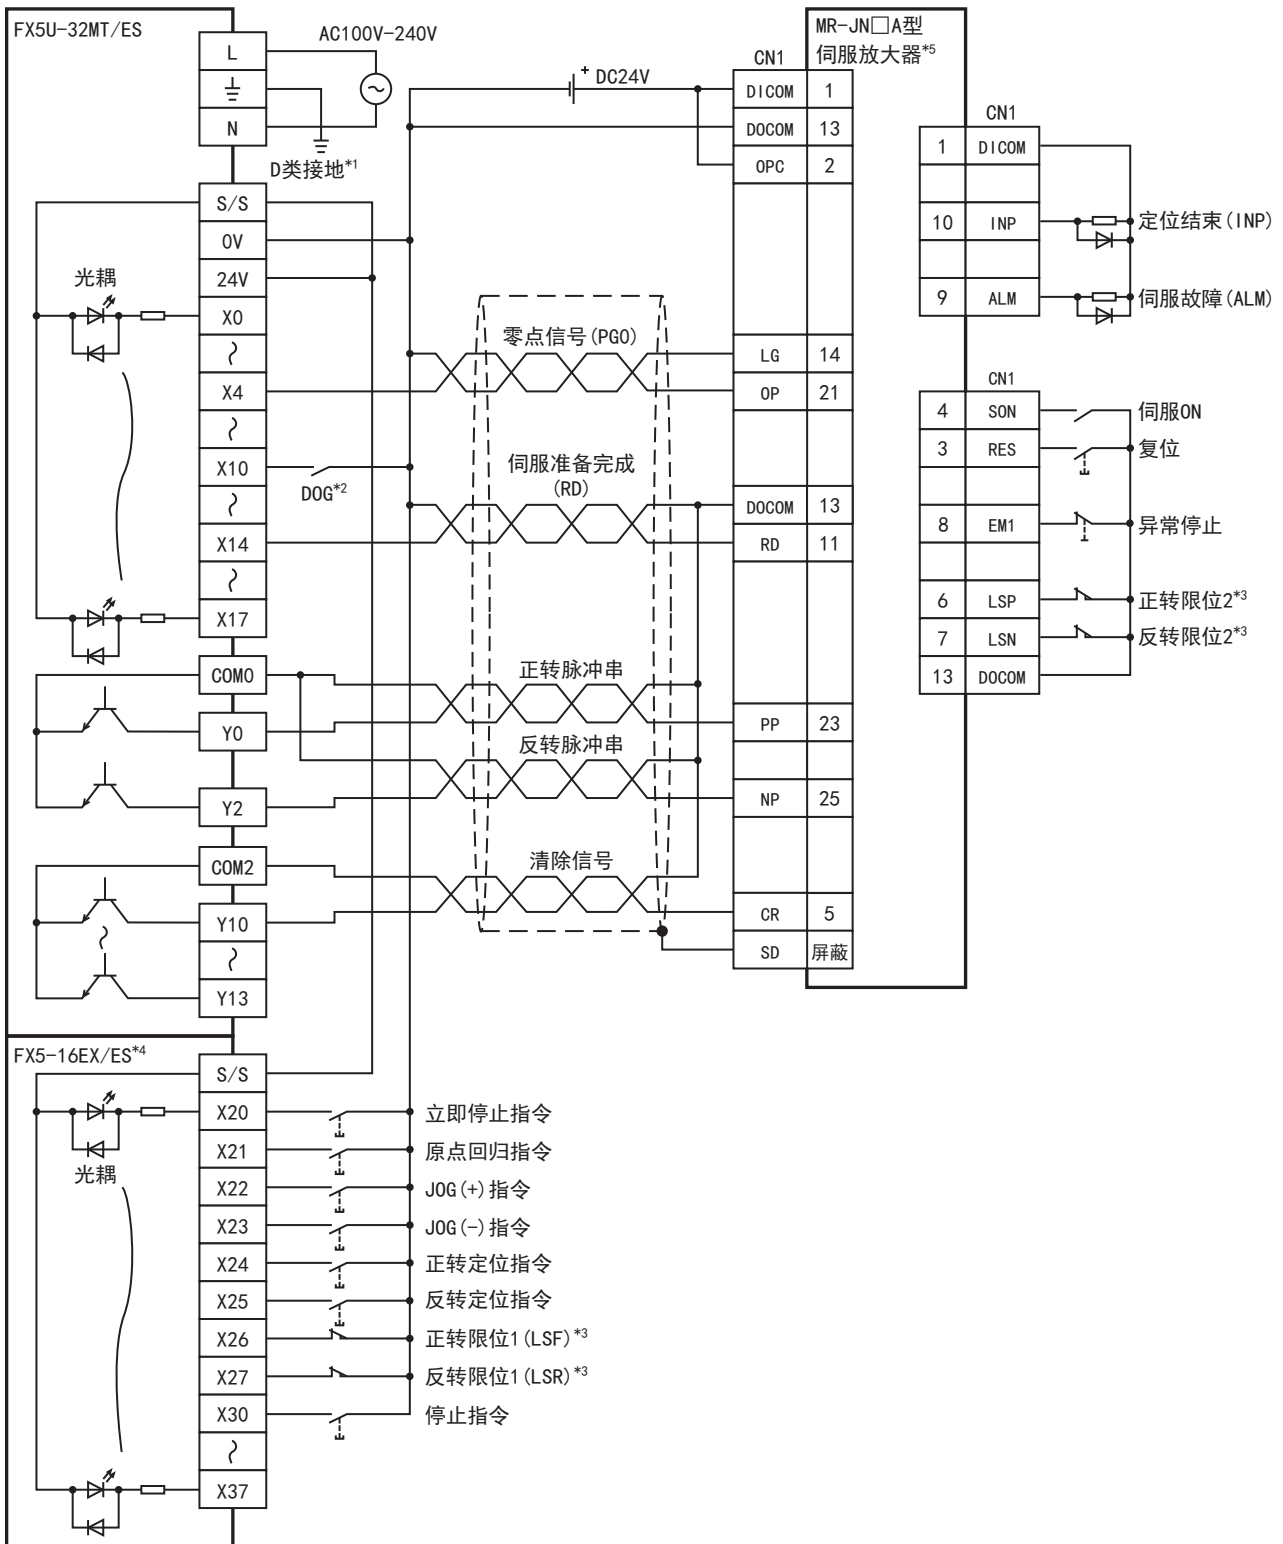 FX5U-32MT/ES
L
N
AC100V-240V
D类接地*1
+ DC24V
MR-JN□A型
伺服放大器*5
CN1
DICOM 1
DOCOM 13
OPC 2
CN1
1 DICOM
10 INP
定位结束(INP)
9 ALM
伺服故障(ALM)
S/S
0V
24V
光耦
X0
X4
X10
X14
X17
零点信号(PG0)
LG 14
OP 21
DOG*2
伺服准备完成
(RD)
DOCOM 13
RD 11
CN1
4 SON
伺服ON
3 RES
复位
8 EM1
异常停止
6 LSP
正转限位2*3
7 LSN
反转限位2*3
13 DOCOM
COM0
Y0
Y2
正转脉冲串
PP 23
反转脉冲串
NP 25
COM2
Y10
Y13
清除信号
CR 5
SD 屏蔽
FX5-16EX/ES*4
S/S
光耦
X20
立即停止指令
X21
原点回归指令
X22
JOG(+)指令
X23
JOG(-)指令
X24
正转定位指令
X25
反转定位指令
X26
正转限位1(LSF)*3
X27
反转限位1(LSR)*3
X30
停止指令
X37